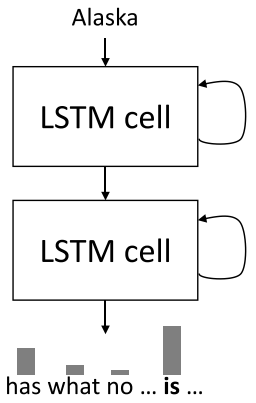 Alaska
LSTM cell
LSTM cell
has what no ... is ...